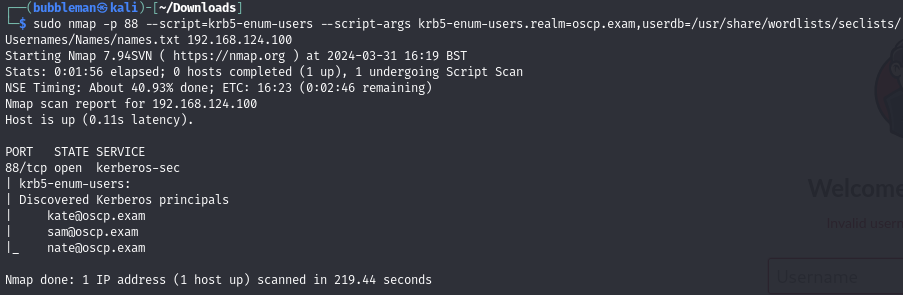 ┌──(bubbleman㉿kali)-[~/Downloads]
└─$ sudo nmap -p 88 --script=krb5-enum-users --script-args krb5-enum-users.realm=oscp.exam,userdb=/usr/share/wordlists/seclists/
Usernames/Names/names.txt 192.168.124.100
Starting Nmap 7.94SVN ( https://nmap.org ) at 2024-03-31 16:19 BST
Stats: 0:01:56 elapsed; 0 hosts completed (1 up), 1 undergoing Script Scan
NSE Timing: About 40.93% done; ETC: 16:23 (0:02:46 remaining)
Nmap scan report for 192.168.124.100
Host is up (0.11s latency).
PORT   STATE SERVICE
88/tcp open  kerberos-sec
| krb5-enum-users:
| Discovered Kerberos principals
|     kate@oscp.exam
|     sam@oscp.exam
|_    nate@oscp.exam
Nmap done: 1 IP address (1 host up) scanned in 219.44 seconds
Welcome
Invalid
Username